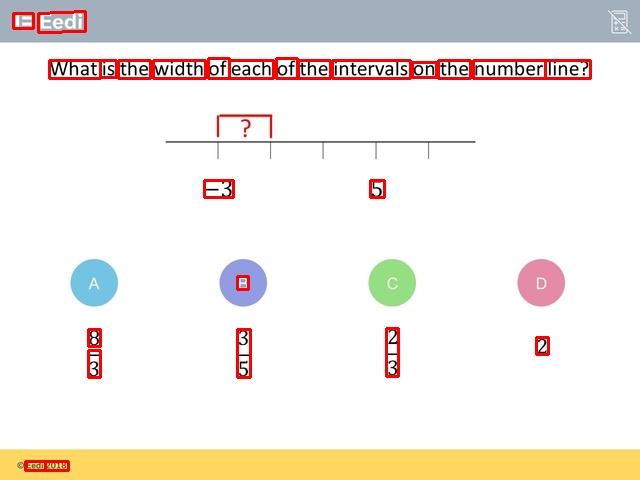 Eedi
What is the width of each of the intervals on the number line?
?
−3 5
A B C D
8/3 3/5 2/3 2
© Eedi 2018